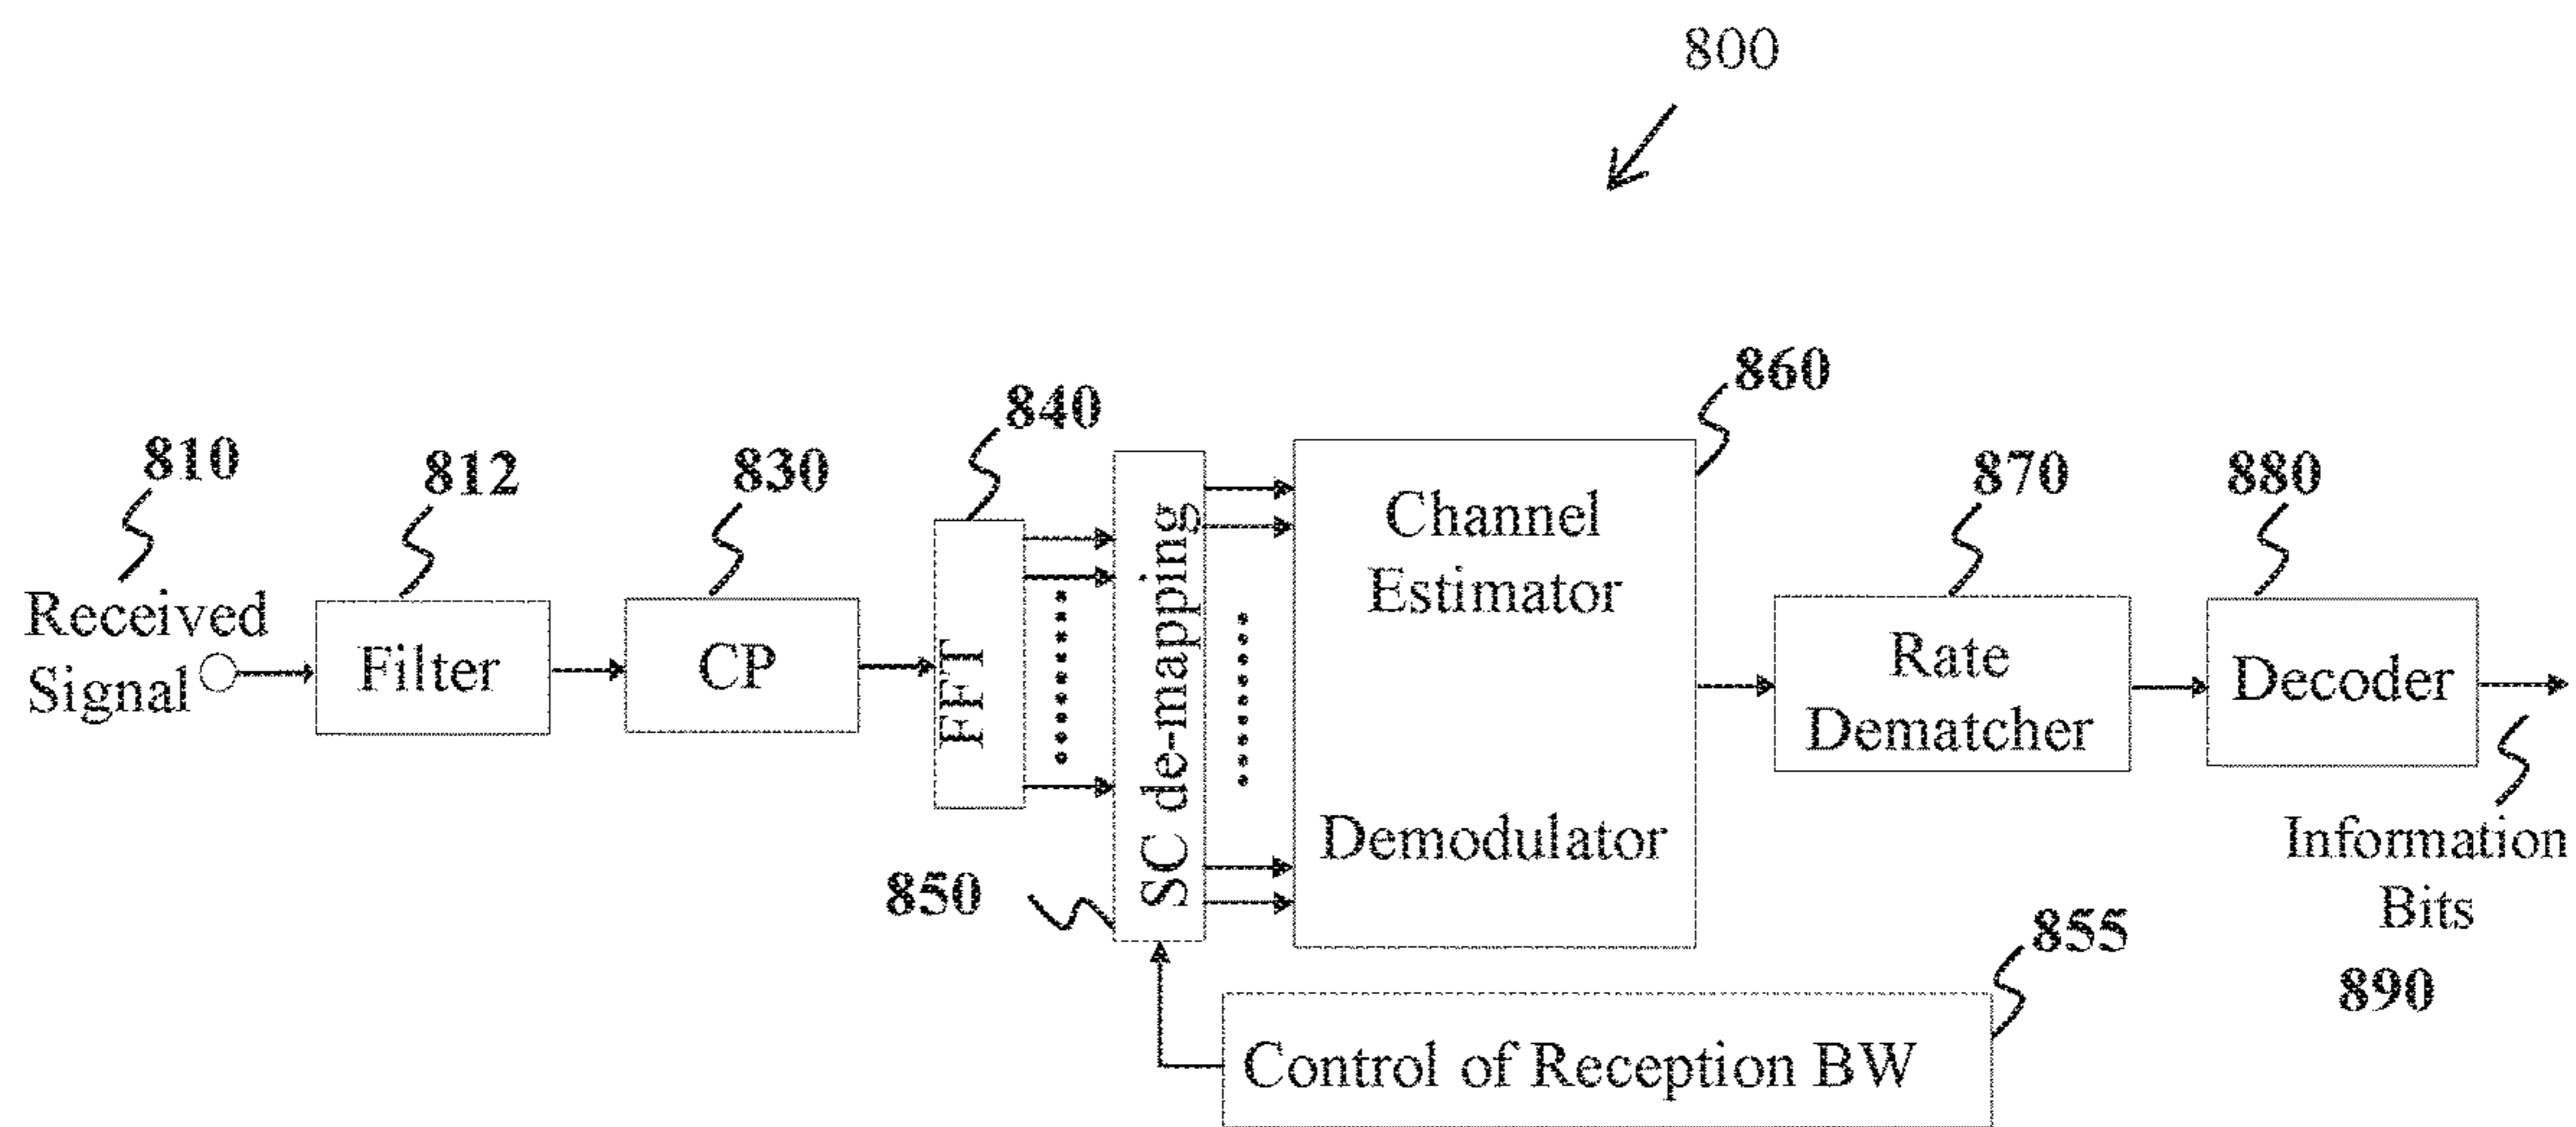 800
810
812
830
840
860
870
880
Received
Signal
Filter
CP
FFT
SC de-mapping
Channel
Estimator
Demodulator
Rate
Dematcher
Decoder
850
Information
Bits
890
855
Control of Reception BW